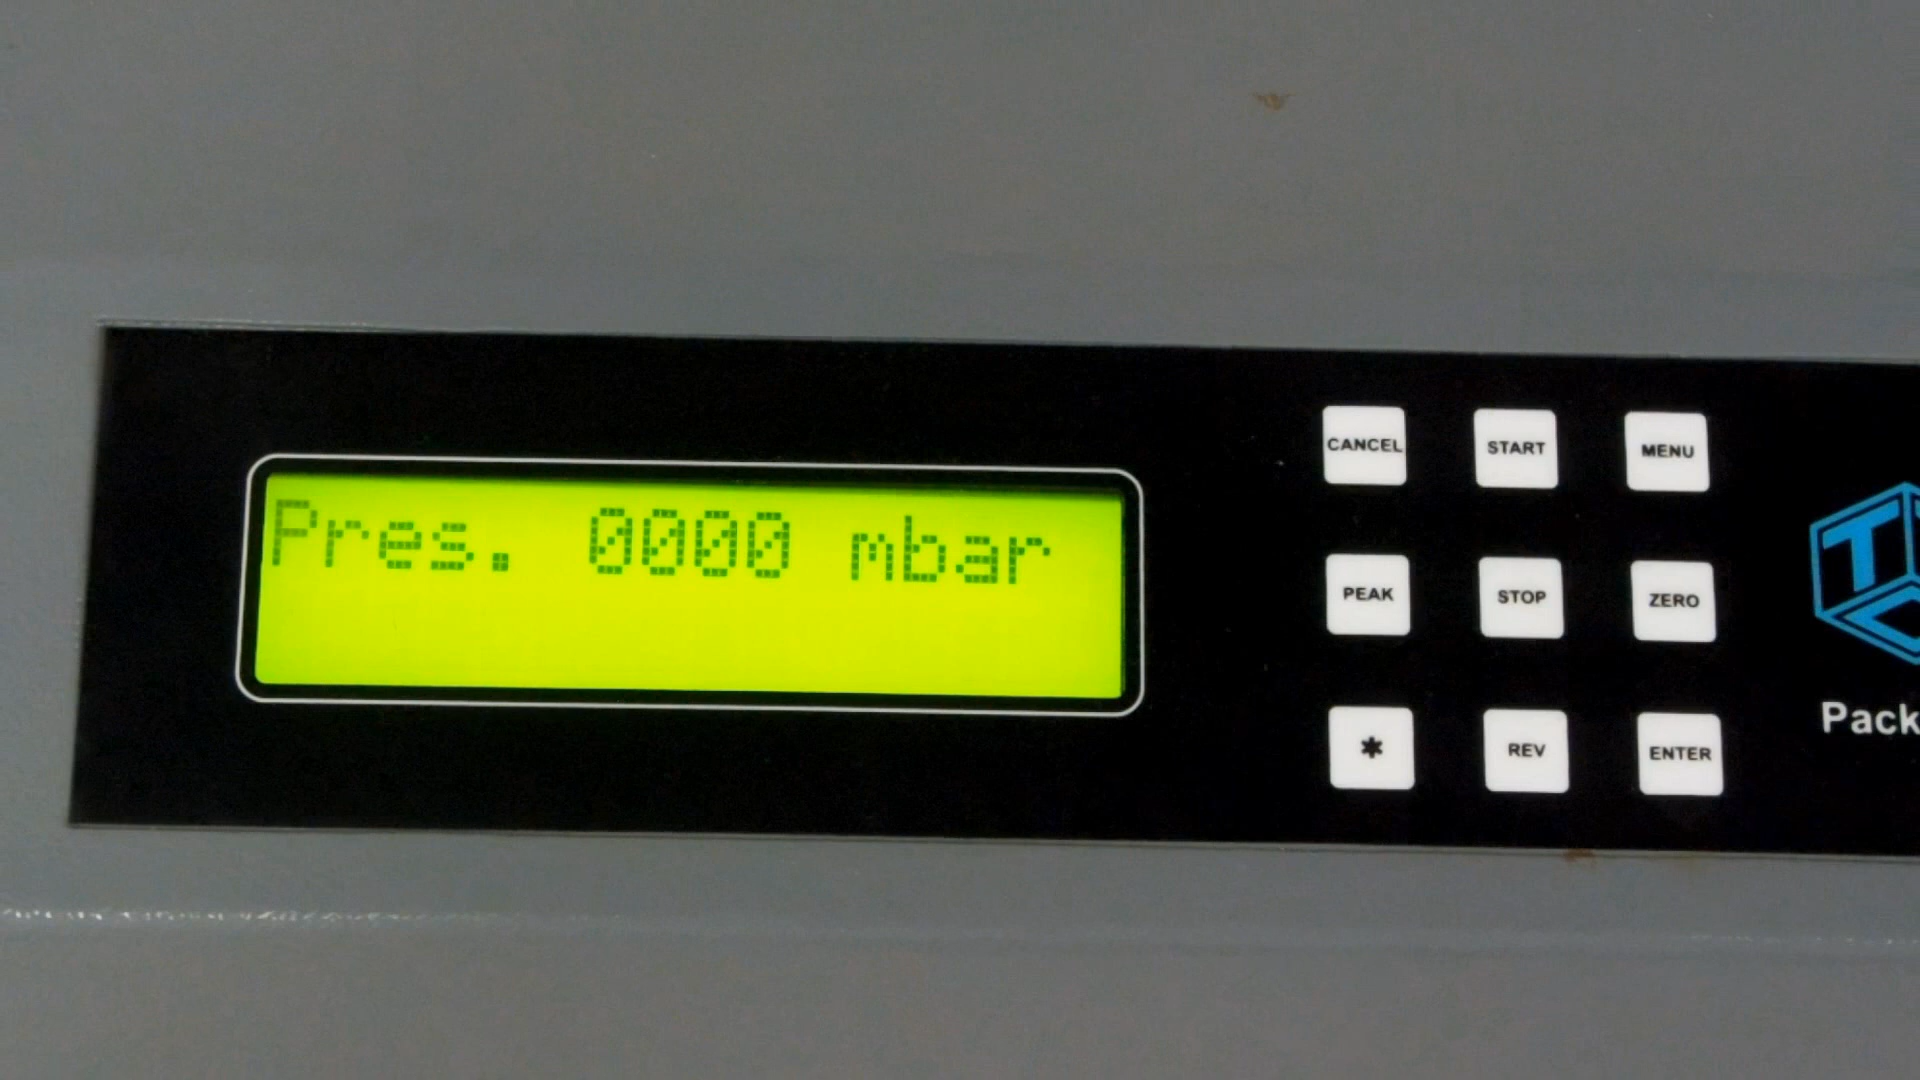 Pres. 0000 mbar
CANCEL START MENU
PEAK STOP ZERO
* REV ENTER
T
Pack